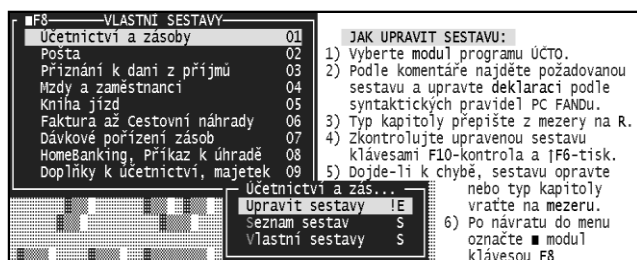 ■F8 VLASTNÍ SESTAVY
Účetnictví a zásoby 01
Pošta 02
Přiznání k dani z příjmů 03
Mzdy a zaměstnanci 04
Kniha jízd 05
Faktura až Cestovní náhrady 06
Dávkové pořízení zásob 07
HomeBanking, Příkaz k úhradě 08
Doplňky k účetnictví, majetek 09
Účetnictví a zás...
Upravit sestavy !E
Seznam sestav S
Vlastní sestavy S
JAK UPRAVIT SESTAVU:
1) Vyberte modul programu ÚČTO.
2) Podle komentáře najděte požadovanou
sestavu a upravte deklaraci podle
syntaktických pravidel PC FANDu.
3) Typ kapitoly přepište z mezery na R.
4) Zkontrolujte upravenou sestavu
klávesami F10-kontrola a ↑F6-tisk.
5) Dojde-li k chybě, sestavu opravte
nebo typ kapitoly
vraťte na mezeru.
6) Po návratu do menu
označte ■ modul
klávesou F8